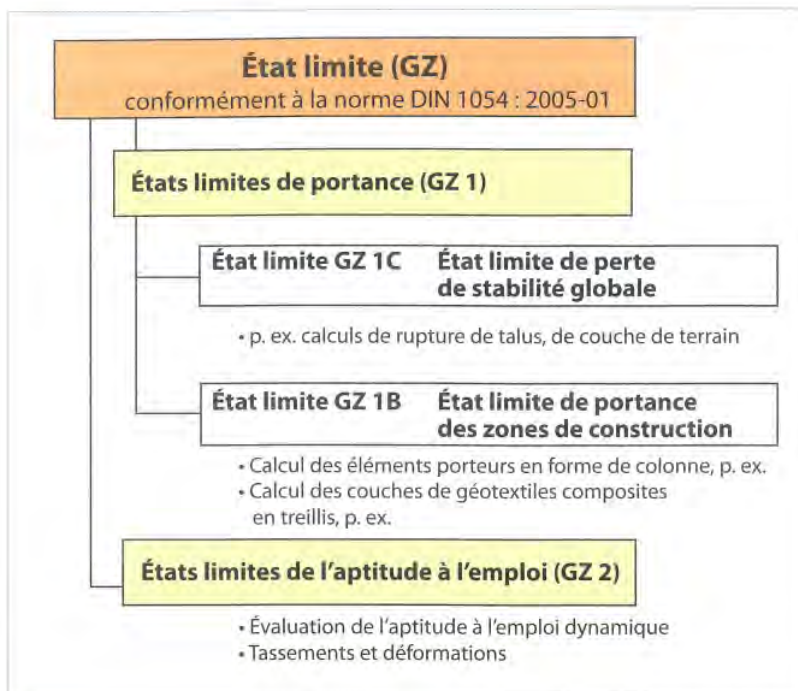 État limite (GZ)
conformément à la norme DIN 1054 : 2005-01
États limites de portance (GZ 1)
État limite GZ 1C État limite de perte
de stabilité globale
• p. ex. calculs de rupture de talus, de couche de terrain
État limite GZ 1B État limite de portance
des zones de construction
• Calcul des éléments porteurs en forme de colonne, p. ex.
• Calcul des couches de géotextiles composites
en treillis, p. ex.
États limites de l'aptitude à l'emploi (GZ 2)
• Évaluation de l'aptitude à l'emploi dynamique
• Tassements et déformations